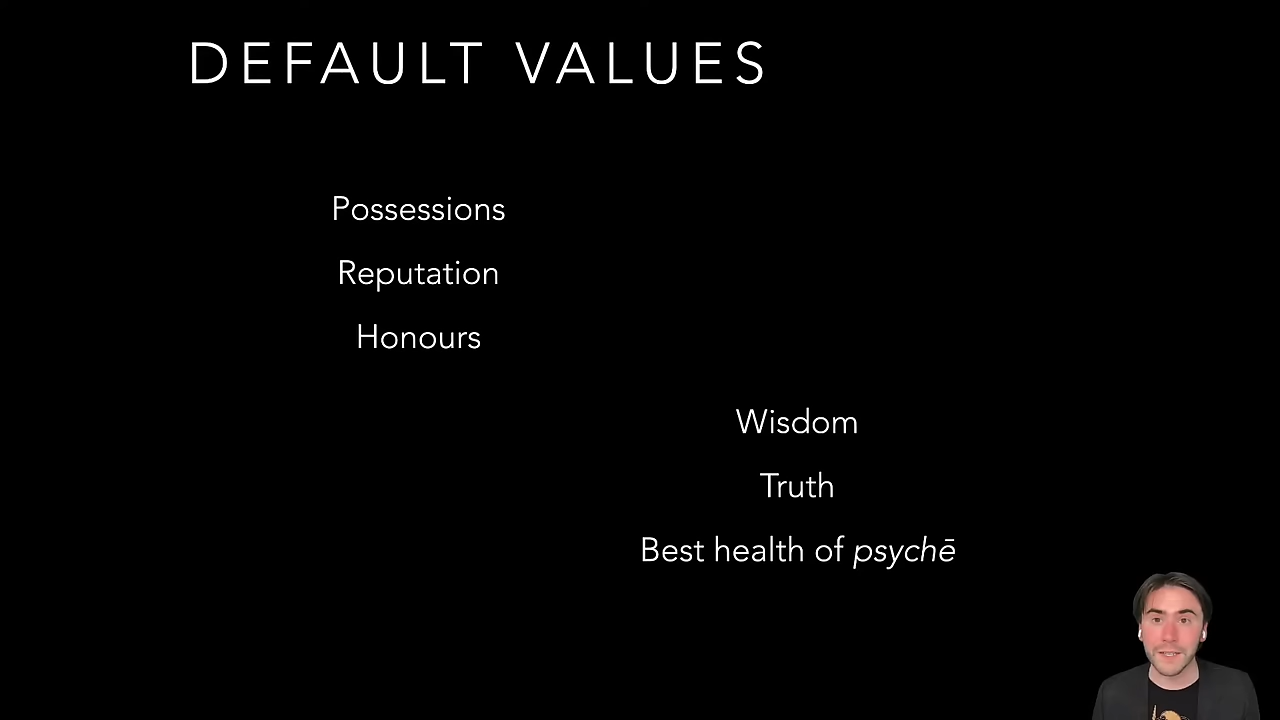 DEFAULT VALUES
Possessions
Reputation
Honours
Wisdom
Truth
Best health of psychē